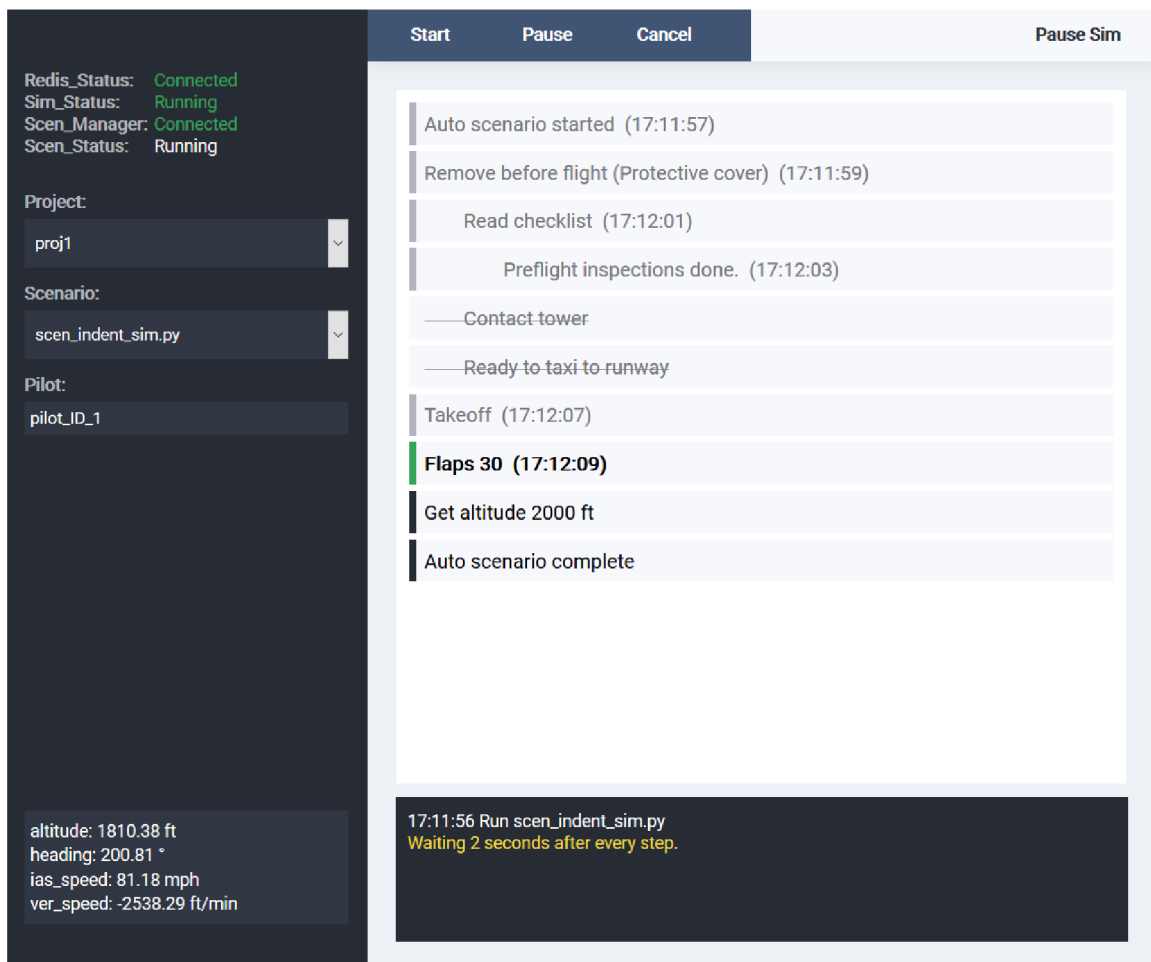 Start Pause Cancel Pause Sim
Redis_Status: Connected
Sim_Status: Running
Scen_Manager: Connected
Scen_Status: Running
Project:
proj1
Scenario:
scen_indent_sim.py
Pilot:
pilot_ID_1
altitude: 1810.38 ft
heading: 200.81 °
ias_speed: 81.18 mph
ver_speed: -2538.29 ft/min
Auto scenario started (17:11:57)
Remove before flight (Protective cover) (17:11:59)
Read checklist (17:12:01)
Preflight inspections done. (17:12:03)
Contact tower
Ready to taxi to runway
Takeoff (17:12:07)
Flaps 30 (17:12:09)
Get altitude 2000 ft
Auto scenario complete
17:11:56 Run scen_indent_sim.py
Waiting 2 seconds after every step.